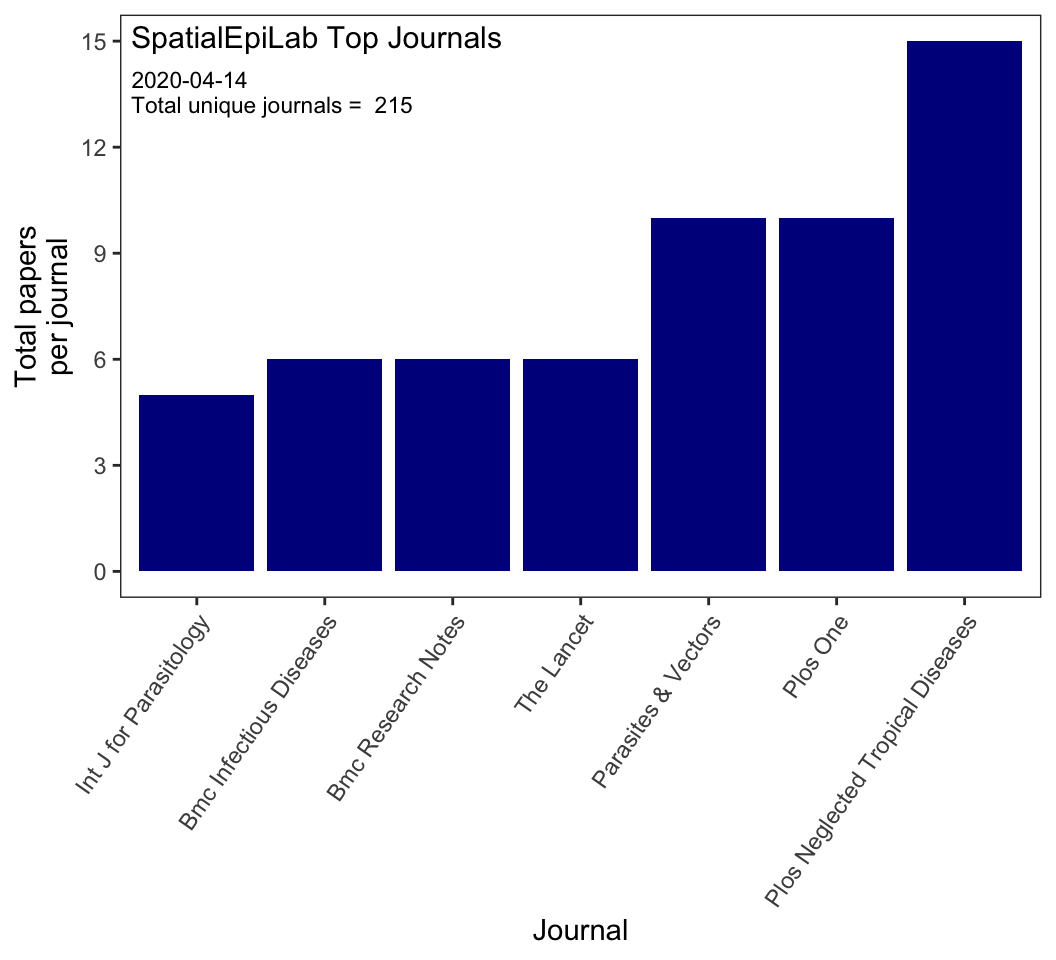 SpatialEpiLab Top Journals
2020-04-14
Total unique journals =  215
Total papers
per journal
15
12
9
6
3
0
Int J for Parasitology
Bmc Infectious Diseases
Bmc Research Notes
The Lancet
Parasites & Vectors
Plos One
Plos Neglected Tropical Diseases
Journal